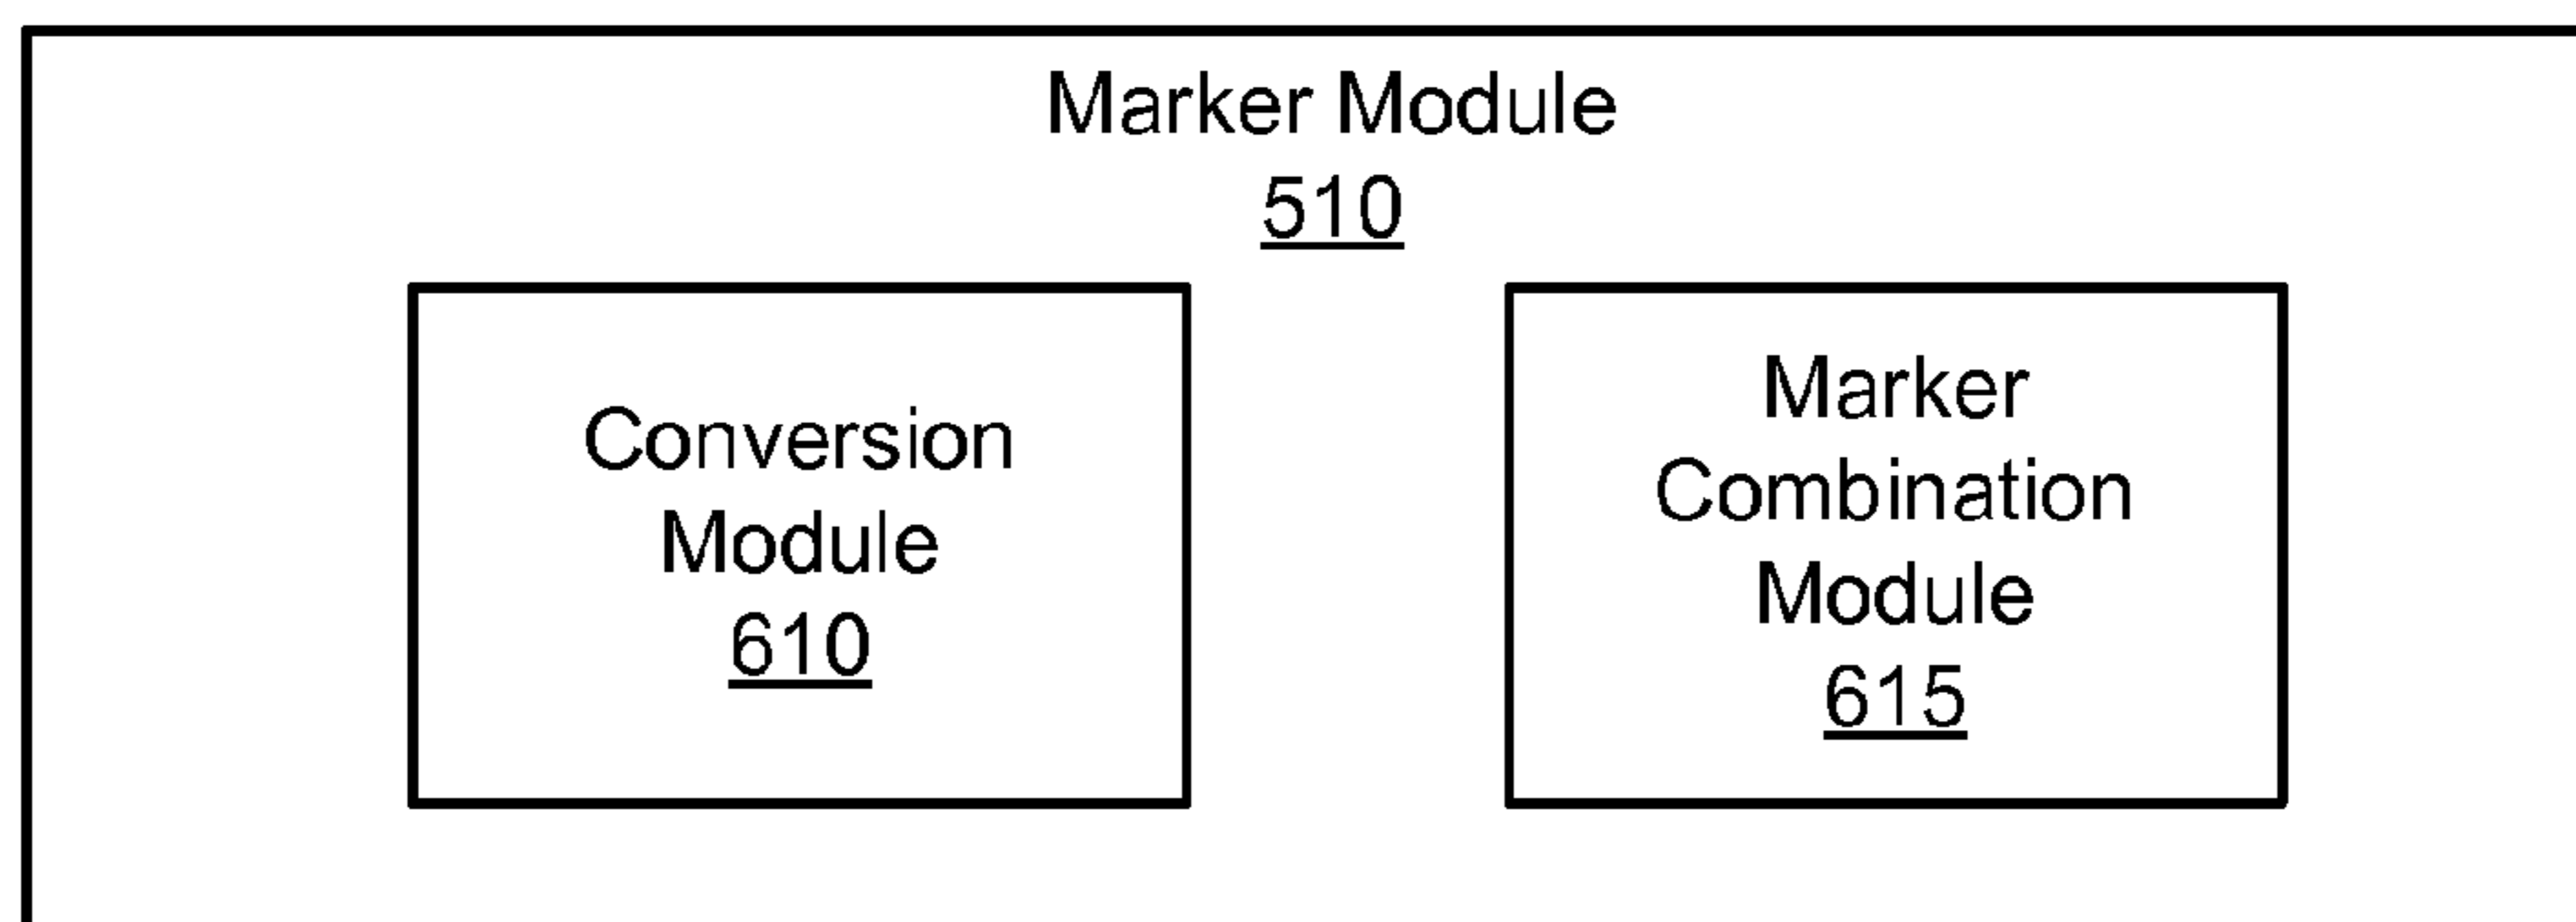 Marker Module
510
Conversion
Module
610
Marker
Combination
Module
615